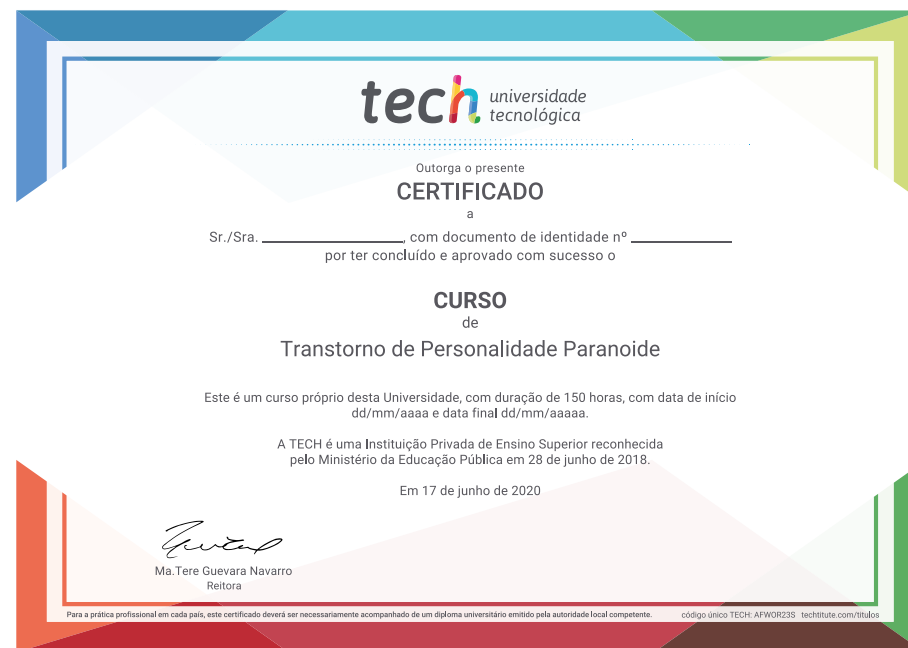 tech universidade
tecnológica
Outorga o presente
CERTIFICADO
a
Sr./Sra. ____________, com documento de identidade nº ____________
por ter concluído e aprovado com sucesso o
CURSO
de
Transtorno de Personalidade Paranoide
Este é um curso próprio desta Universidade, com duração de 150 horas, com data de início
dd/mm/aaaa e data final dd/mm/aaaaa.
A TECH é uma Instituição Privada de Ensino Superior reconhecida
pelo Ministério da Educação Pública em 28 de junho de 2018.
Em 17 de junho de 2020
Ma.Tere Guevara Navarro
Reitora
Para a prática profissional em cada país, este certificado deverá ser necessariamente acompanhado de um diploma universitário emitido pela autoridade local competente. código único TECH: AFWOR23S techtitute.com/titulos